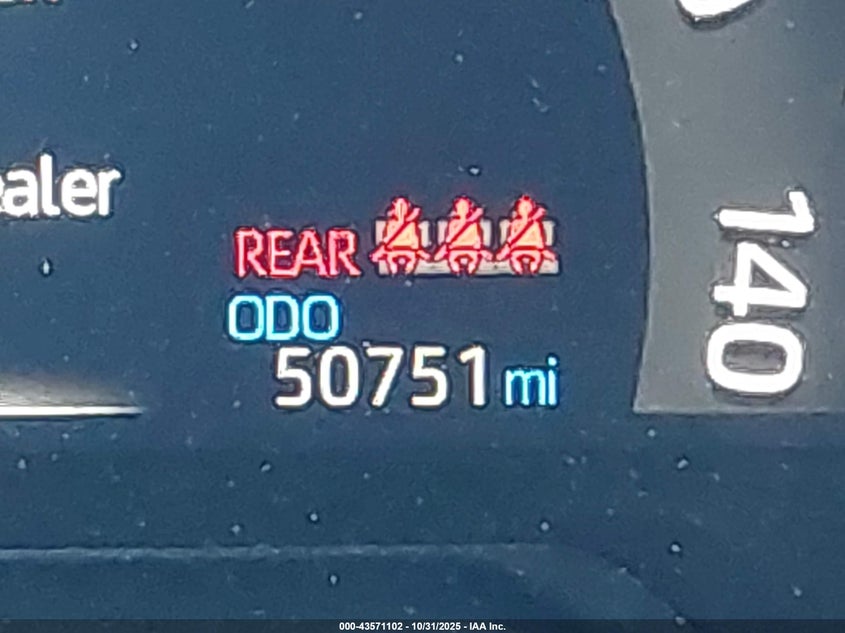 ealer
REAR
ODO
50751 mi
140
000-43571102 - 10/31/2025 - IAA Inc.